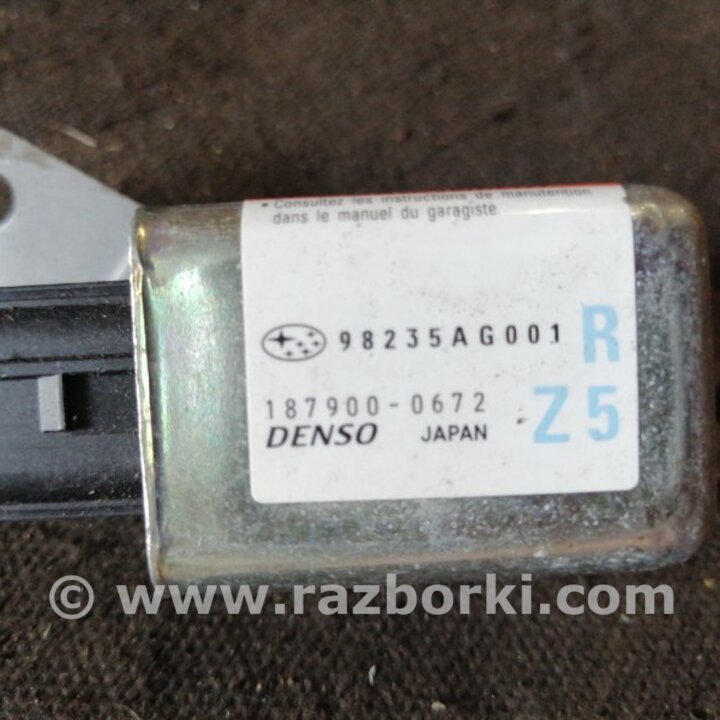 • Consultez les instructions de manutention
dans le manuel du garagiste.
98235AG001 R
187900-0672 Z5
DENSO JAPAN
© www.razborki.com